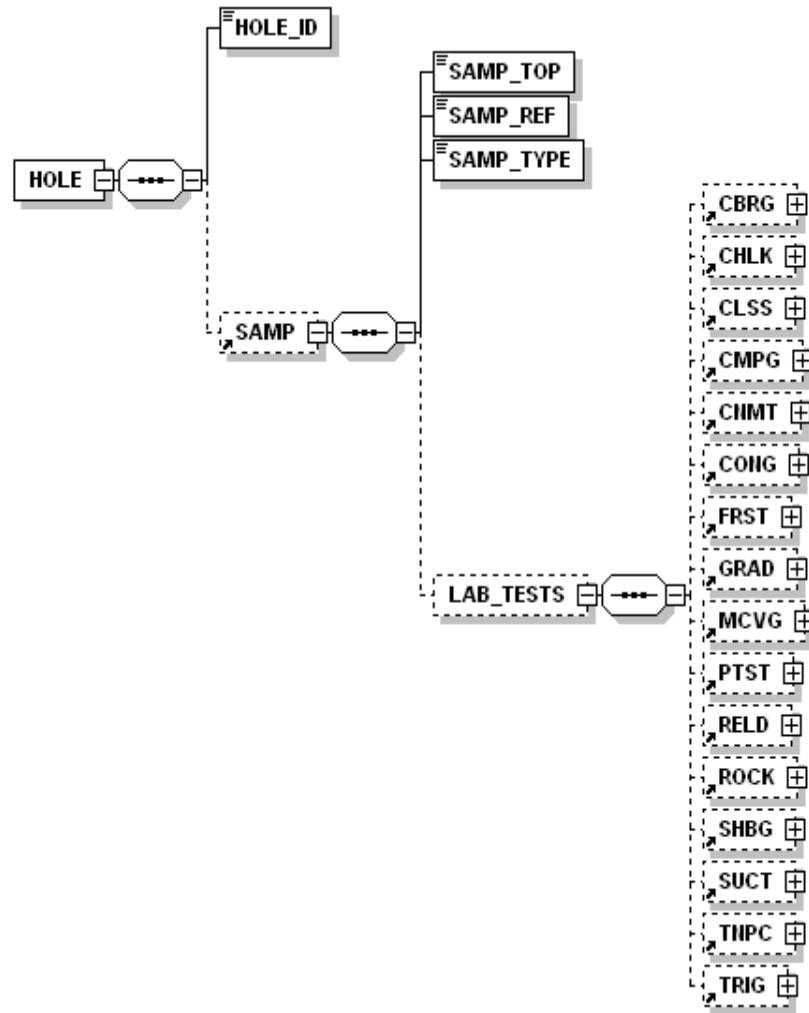 HOLE_ID
SAMP_TOP
SAMP_REF
SAMP_TYPE
HOLE
CBRG
CHLK
CLSS
SAMP
CMPG
CNMT
CONG
FRST
GRAD
LAB_TESTS
MCVG
PTST
RELD
ROCK
SHBG
SUCT
TNPC
TRIG